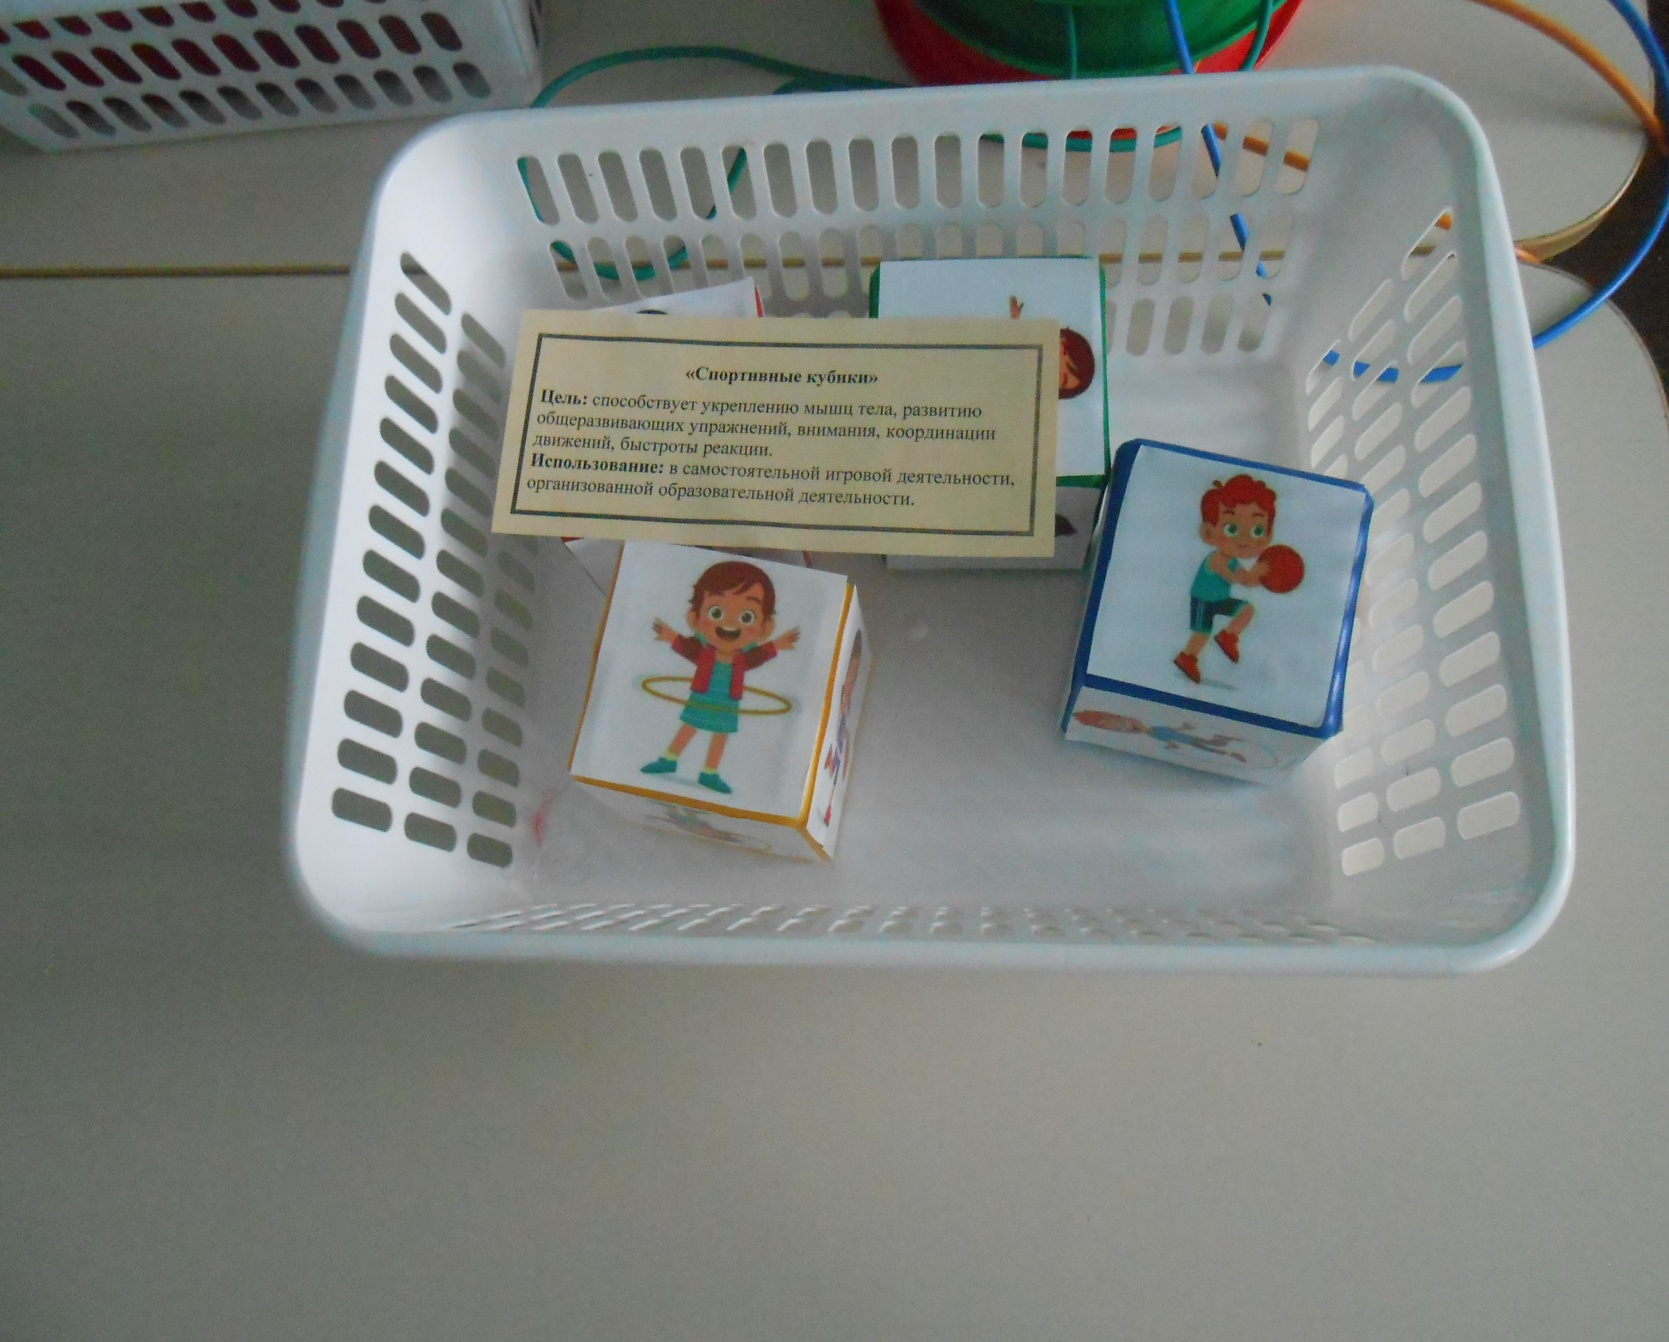 «Спортивные кубики»
Цель: способствует укреплению мышц тела, развитию
общеразвивающих упражнений, внимания, координации
движений, быстроты реакции.
Использование: в самостоятельной игровой деятельности,
организованной образовательной деятельности.